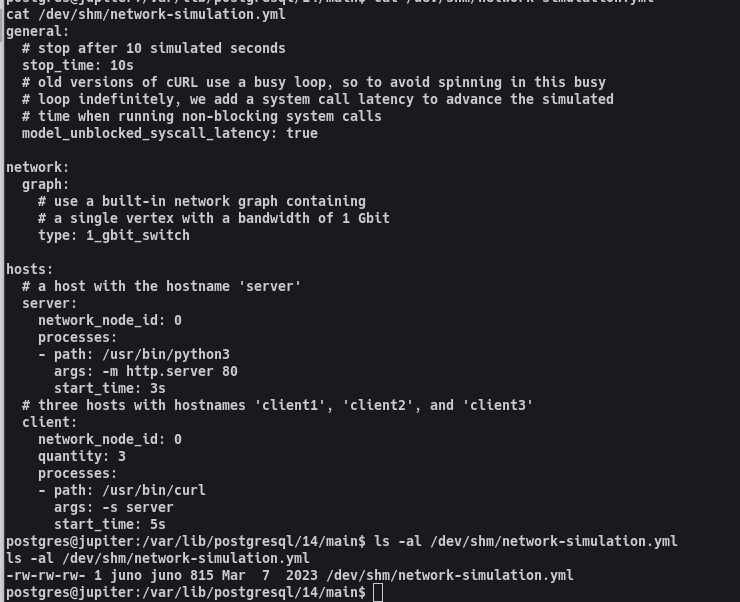 postgres@jupiter:/var/lib/postgresql/14/main$ cat /dev/shm/network-simulation.yml
cat /dev/shm/network-simulation.yml
general:
  # stop after 10 simulated seconds
  stop_time: 10s
  # old versions of cURL use a busy loop, so to avoid spinning in this busy
  # loop indefinitely, we add a system call latency to advance the simulated
  # time when running non-blocking system calls
  model_unblocked_syscall_latency: true

network:
  graph:
    # use a built-in network graph containing
    # a single vertex with a bandwidth of 1 Gbit
    type: 1_gbit_switch

hosts:
  # a host with the hostname 'server'
  server:
    network_node_id: 0
    processes:
    - path: /usr/bin/python3
      args: -m http.server 80
      start_time: 3s
  # three hosts with hostnames 'client1', 'client2', and 'client3'
  client:
    network_node_id: 0
    quantity: 3
    processes:
    - path: /usr/bin/curl
      args: -s server
      start_time: 5s
postgres@jupiter:/var/lib/postgresql/14/main$ ls -al /dev/shm/network-simulation.yml
ls -al /dev/shm/network-simulation.yml
-rw-rw-rw- 1 juno juno 815 Mar  7  2023 /dev/shm/network-simulation.yml
postgres@jupiter:/var/lib/postgresql/14/main$